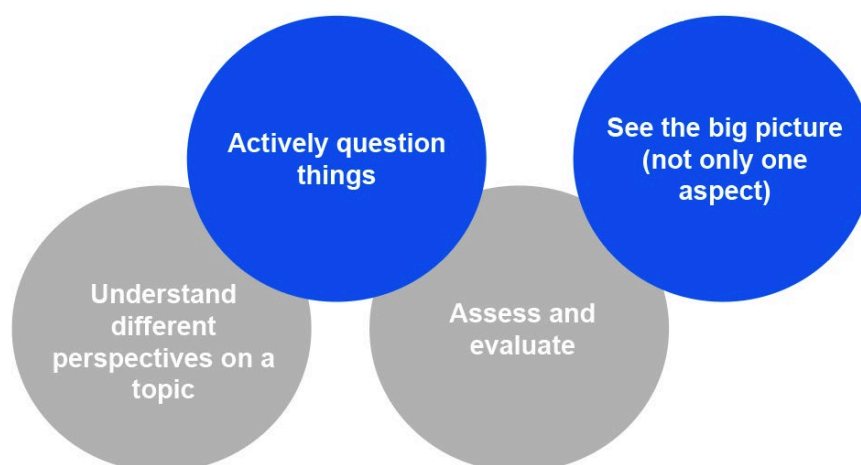 Actively question
things
See the big picture
(not only one
aspect)
Understand
different
perspectives on a
topic
Assess and
evaluate